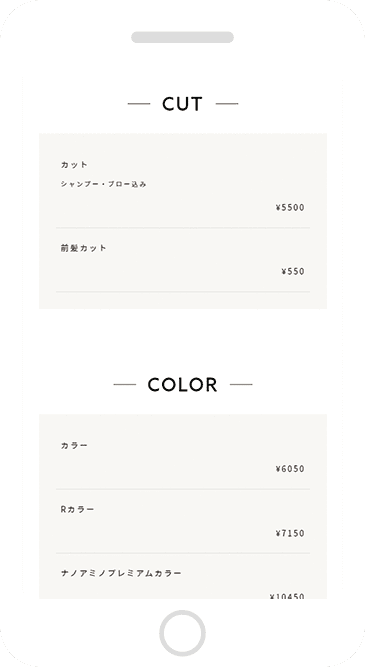 CUT
カット
シャンプー・ブロー込み
¥5500
前髪カット
¥550
COLOR
カラー
¥6050
Rカラー
¥7150
ナノアミノプレミアムカラー
¥10450